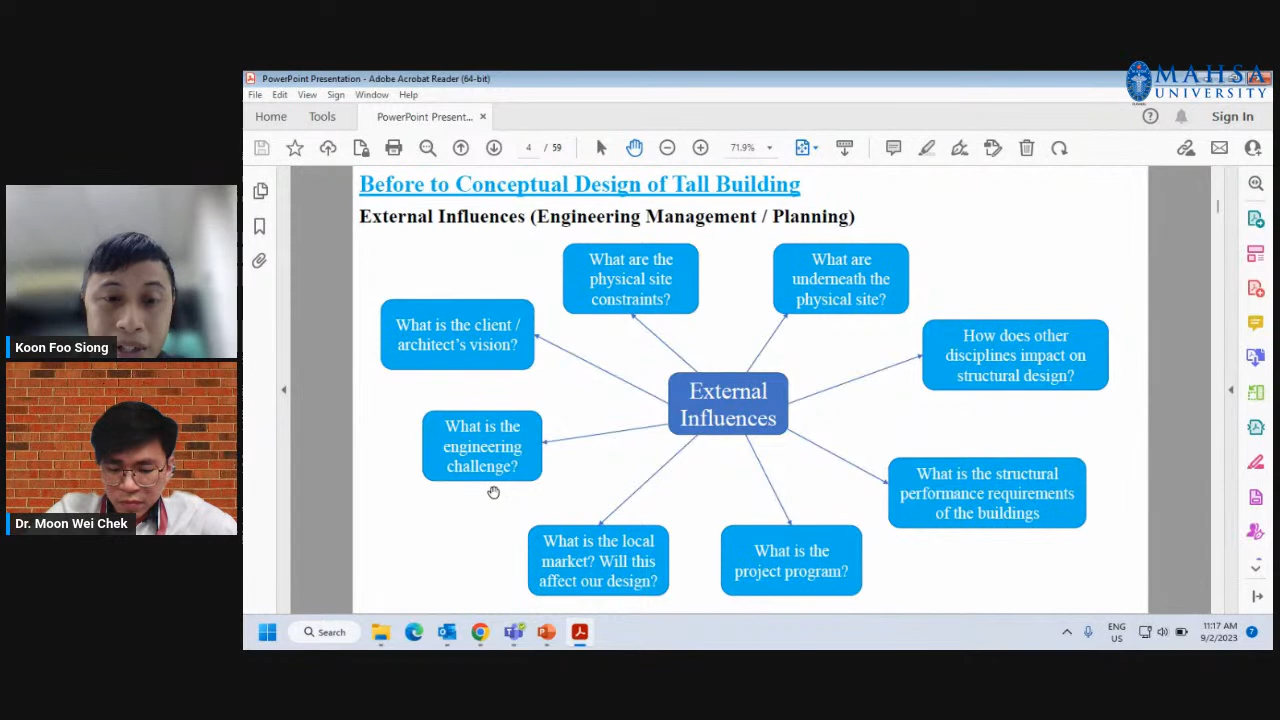 MAHSA
UNIVERSITY
PowerPoint Presentation - Adobe Acrobat Reader (64-bit)
File Edit View Sign Window Help
Home Tools PowerPoint Present... ×
Sign In
4 / 59
71.9%
Before to Conceptual Design of Tall Building
External Influences (Engineering Management / Planning)
What are the
physical site
constraints?
What are
underneath the
physical site?
What is the client /
architect's vision?
How does other
disciplines impact on
structural design?
External
Influences
What is the
engineering
challenge?
What is the structural
performance requirements
of the buildings
What is the local
market? Will this
affect our design?
What is the
project program?
Koon Foo Siong
Dr. Moon Wei Chek
Search
ENG
US
11:17 AM
9/2/2023
7